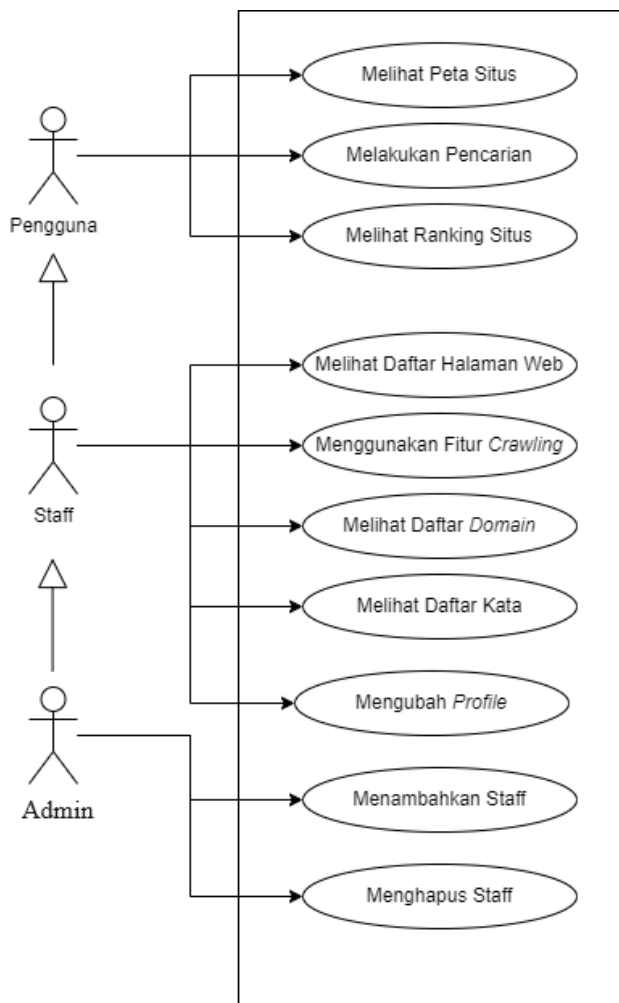 Melihat Peta Situs
Melakukan Pencarian
Pengguna
Melihat Ranking Situs
Melihat Daftar Halaman Web
Menggunakan Fitur Crawling
Staff
Melihat Daftar Domain
Melihat Daftar Kata
Mengubah Profile
Admin
Menambahkan Staff
Menghapus Staff